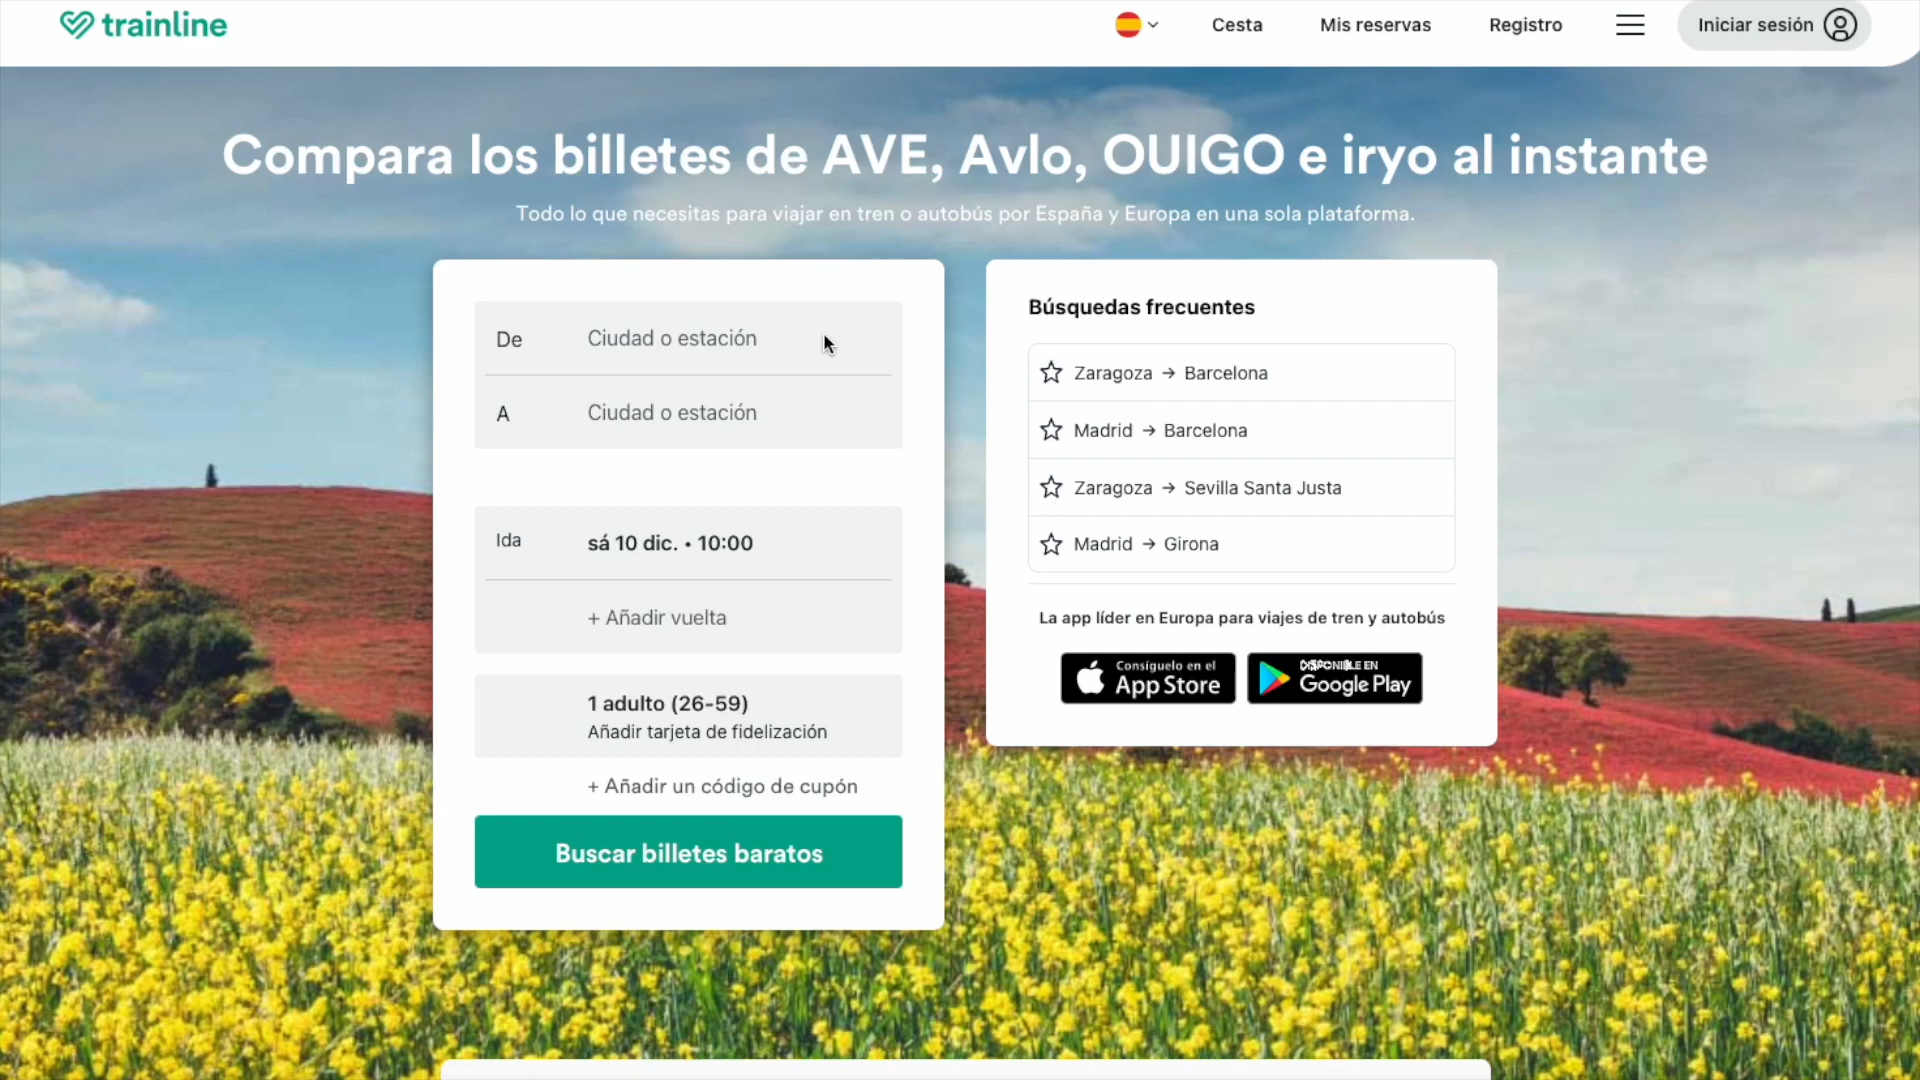 trainline
Cesta
Mis reservas
Registro
Iniciar sesión
Compara los billetes de AVE, Avlo, OUIGO e iryo al instante
Todo lo que necesitas para viajar en tren o autobús por España y Europa en una sola plataforma.
De Ciudad o estación
A Ciudad o estación
Ida sá 10 dic. • 10:00
+ Añadir vuelta
1 adulto (26-59)
Añadir tarjeta de fidelización
+ Añadir un código de cupón
Buscar billetes baratos
Búsquedas frecuentes
Zaragoza → Barcelona
Madrid → Barcelona
Zaragoza → Sevilla Santa Justa
Madrid → Girona
La app líder en Europa para viajes de tren y autobús
Consíguelo en el
App Store
DISPONIBLE EN
Google Play